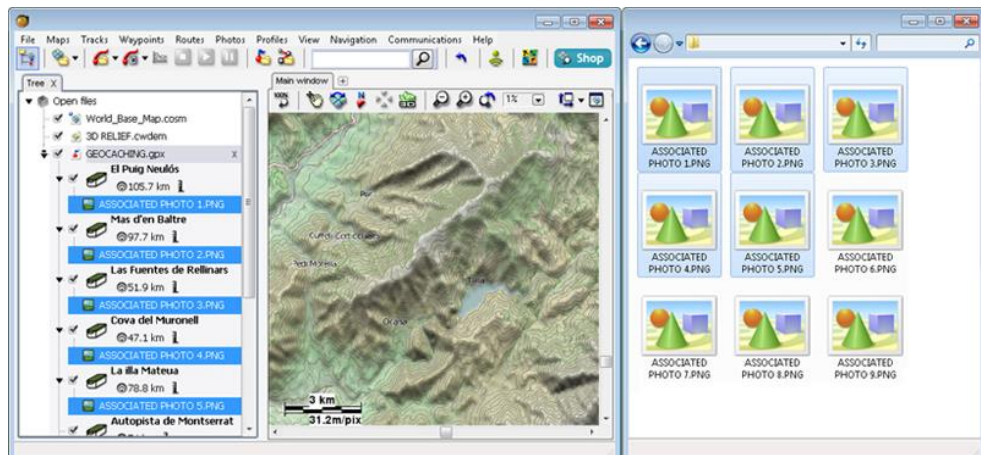 File Maps Tracks Waypoints Routes Photos Profiles View Navigation Communications Help
Shop
Tree X
Main window
Open files
100%
1%
World_Base_Map.cosm
3D RELIEF.cwdem
GEOCACHING.gpx x
El Puig Neulós
105.7 km
ASSOCIATED PHOTO 1.PNG
Mas d'en Baltre
97.7 km
ASSOCIATED PHOTO 2.PNG
Las Fuentes de Rellinars
51.9 km
ASSOCIATED PHOTO 3.PNG
Cova del Muronell
47.1 km
ASSOCIATED PHOTO 4.PNG
La illa Mateua
78.8 km
ASSOCIATED PHOTO 5.PNG
Autopista de Montserrat
3 km
31.2m/pix
ASSOCIATED
PHOTO 1.PNG
ASSOCIATED
PHOTO 2.PNG
ASSOCIATED
PHOTO 3.PNG
ASSOCIATED
PHOTO 4.PNG
ASSOCIATED
PHOTO 5.PNG
ASSOCIATED
PHOTO 6.PNG
ASSOCIATED
PHOTO 7.PNG
ASSOCIATED
PHOTO 8.PNG
ASSOCIATED
PHOTO 9.PNG